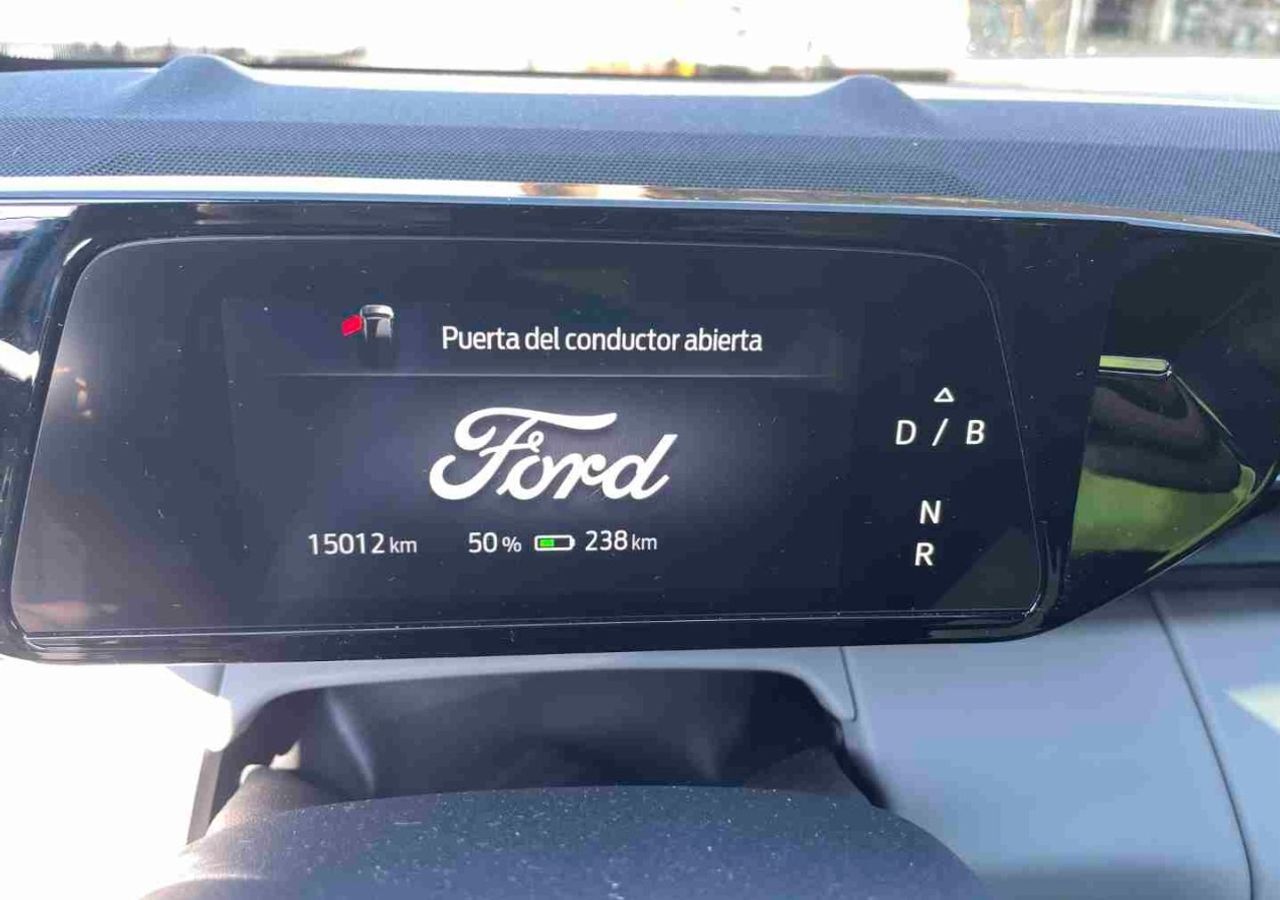 Puerta del conductor abierta
Ford
15012 km 50 % 238 km
D / B
N
R